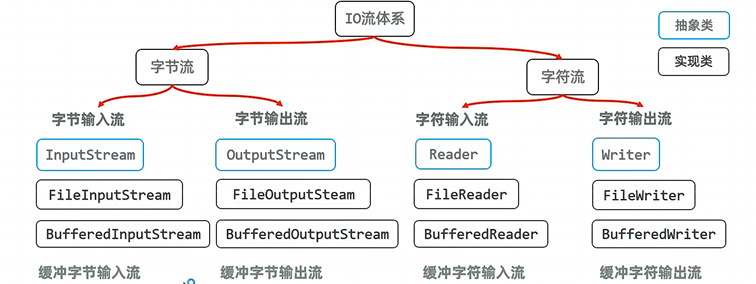 IO流体系
抽象类
实现类
字节流
字符流
字节输入流
字节输出流
字符输入流
字符输出流
InputStream
OutputStream
Reader
Writer
FileInputStream
FileOutputSteam
FileReader
FileWriter
BufferedInputStream
BufferedOutputStream
BufferedReader
BufferedWriter
缓冲字节输入流
缓冲字节输出流
缓冲字符输入流
缓冲字符输出流